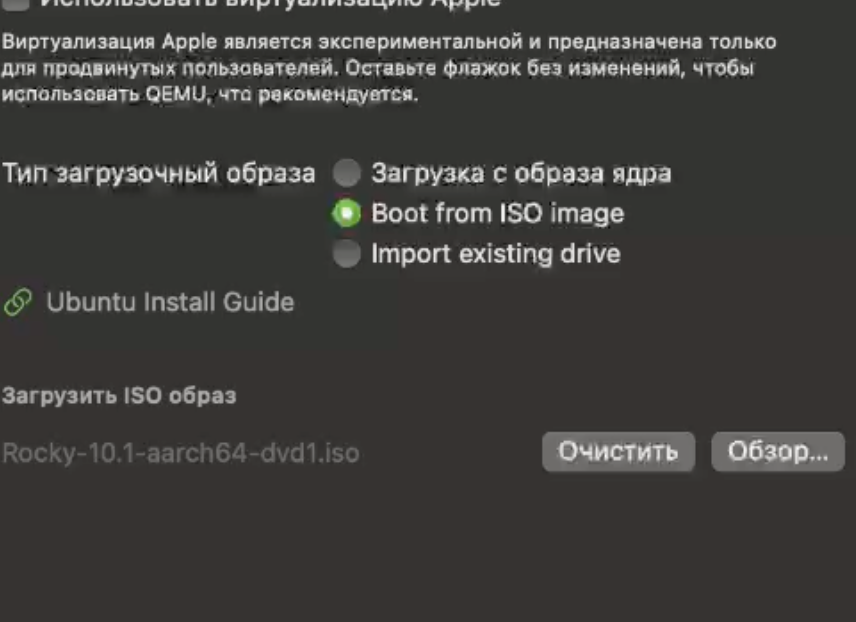 Использовать виртуализацию Apple
Виртуализация Apple является экспериментальной и предназначена только
для продвинутых пользователей. Оставьте флажок без изменений, чтобы
использовать QEMU, что рекомендуется.
Тип загрузочный образа
Загрузка с образа ядра
Boot from ISO image
Import existing drive
Ubuntu Install Guide
Загрузить ISO образ
Rocky-10.1-aarch64-dvd1.iso
Очистить
Обзор...